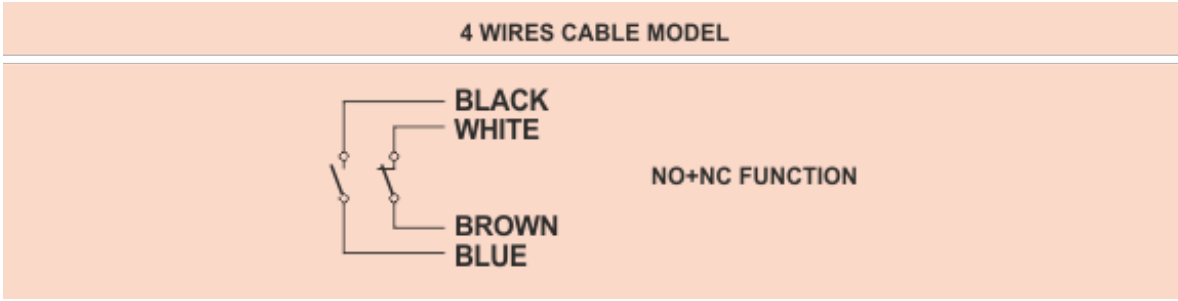 4 WIRES CABLE MODEL
BLACK
WHITE
NO+NC FUNCTION
BROWN
BLUE